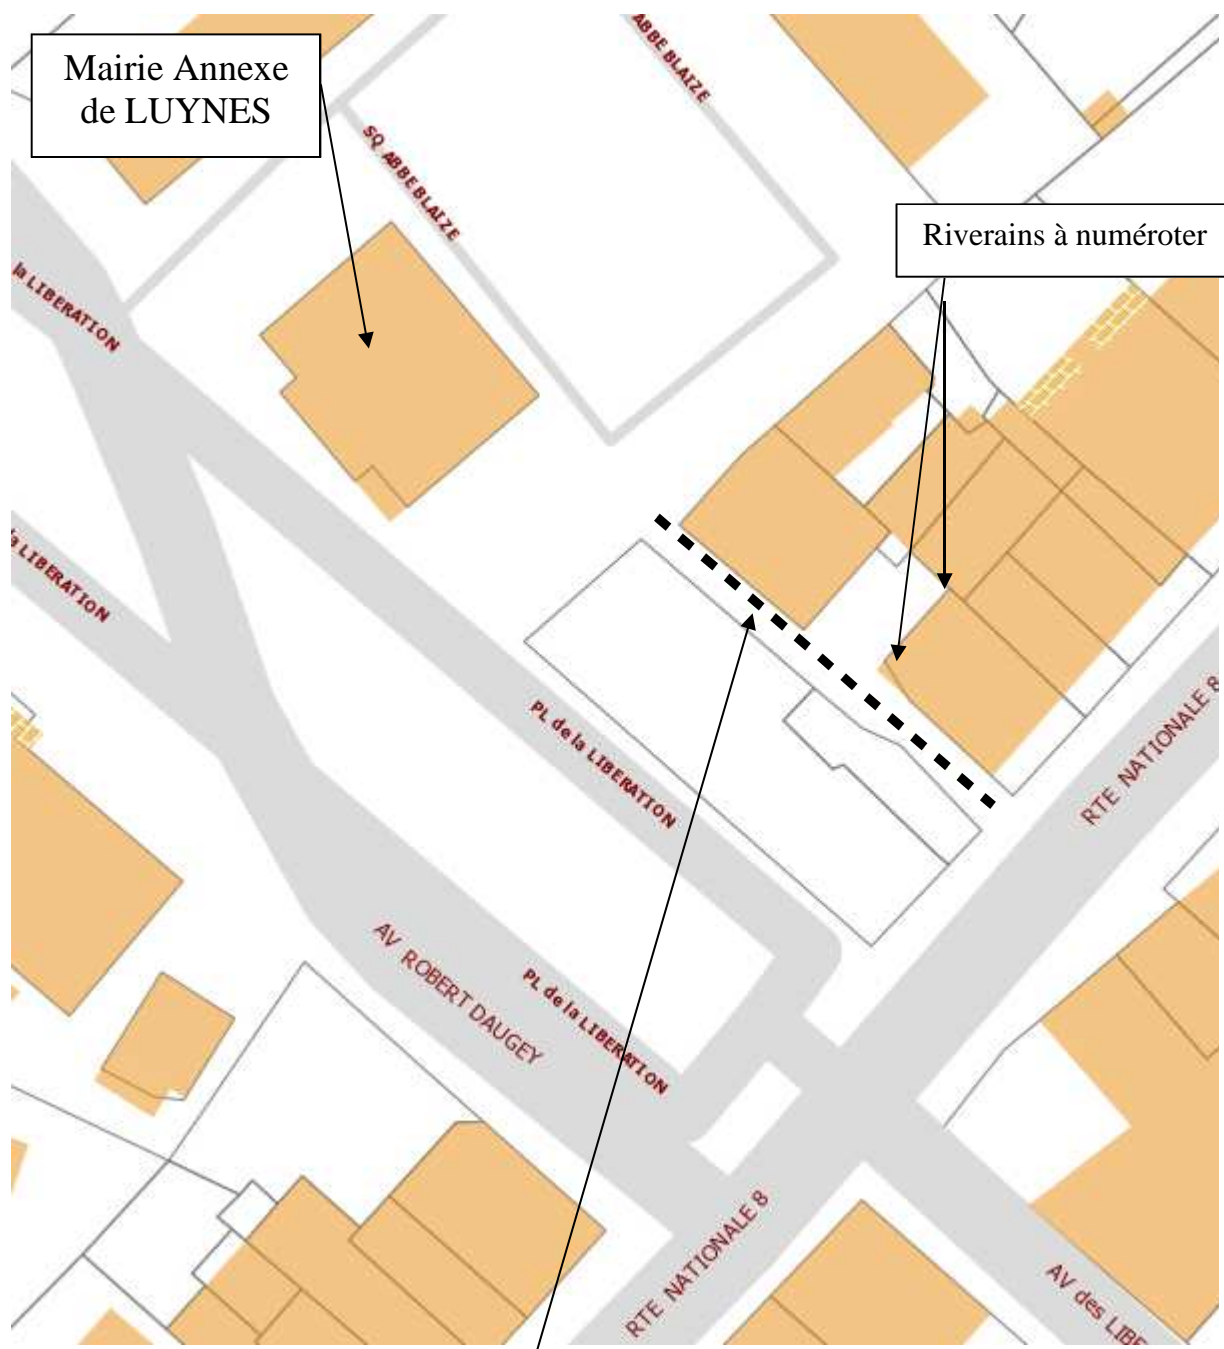 Mairie Annexe
de LUYNES
ABBE BLAIZE
SQ ABBE BLAIZE
Riverains à numéroter
la LIBERATION
la LIBERATION
PL de la LIBERATION
RTE NATIONALE 8
AV ROBERT DAUGEY
PL de la LIBERATION
RTE NATIONALE 8
AV des LIBE